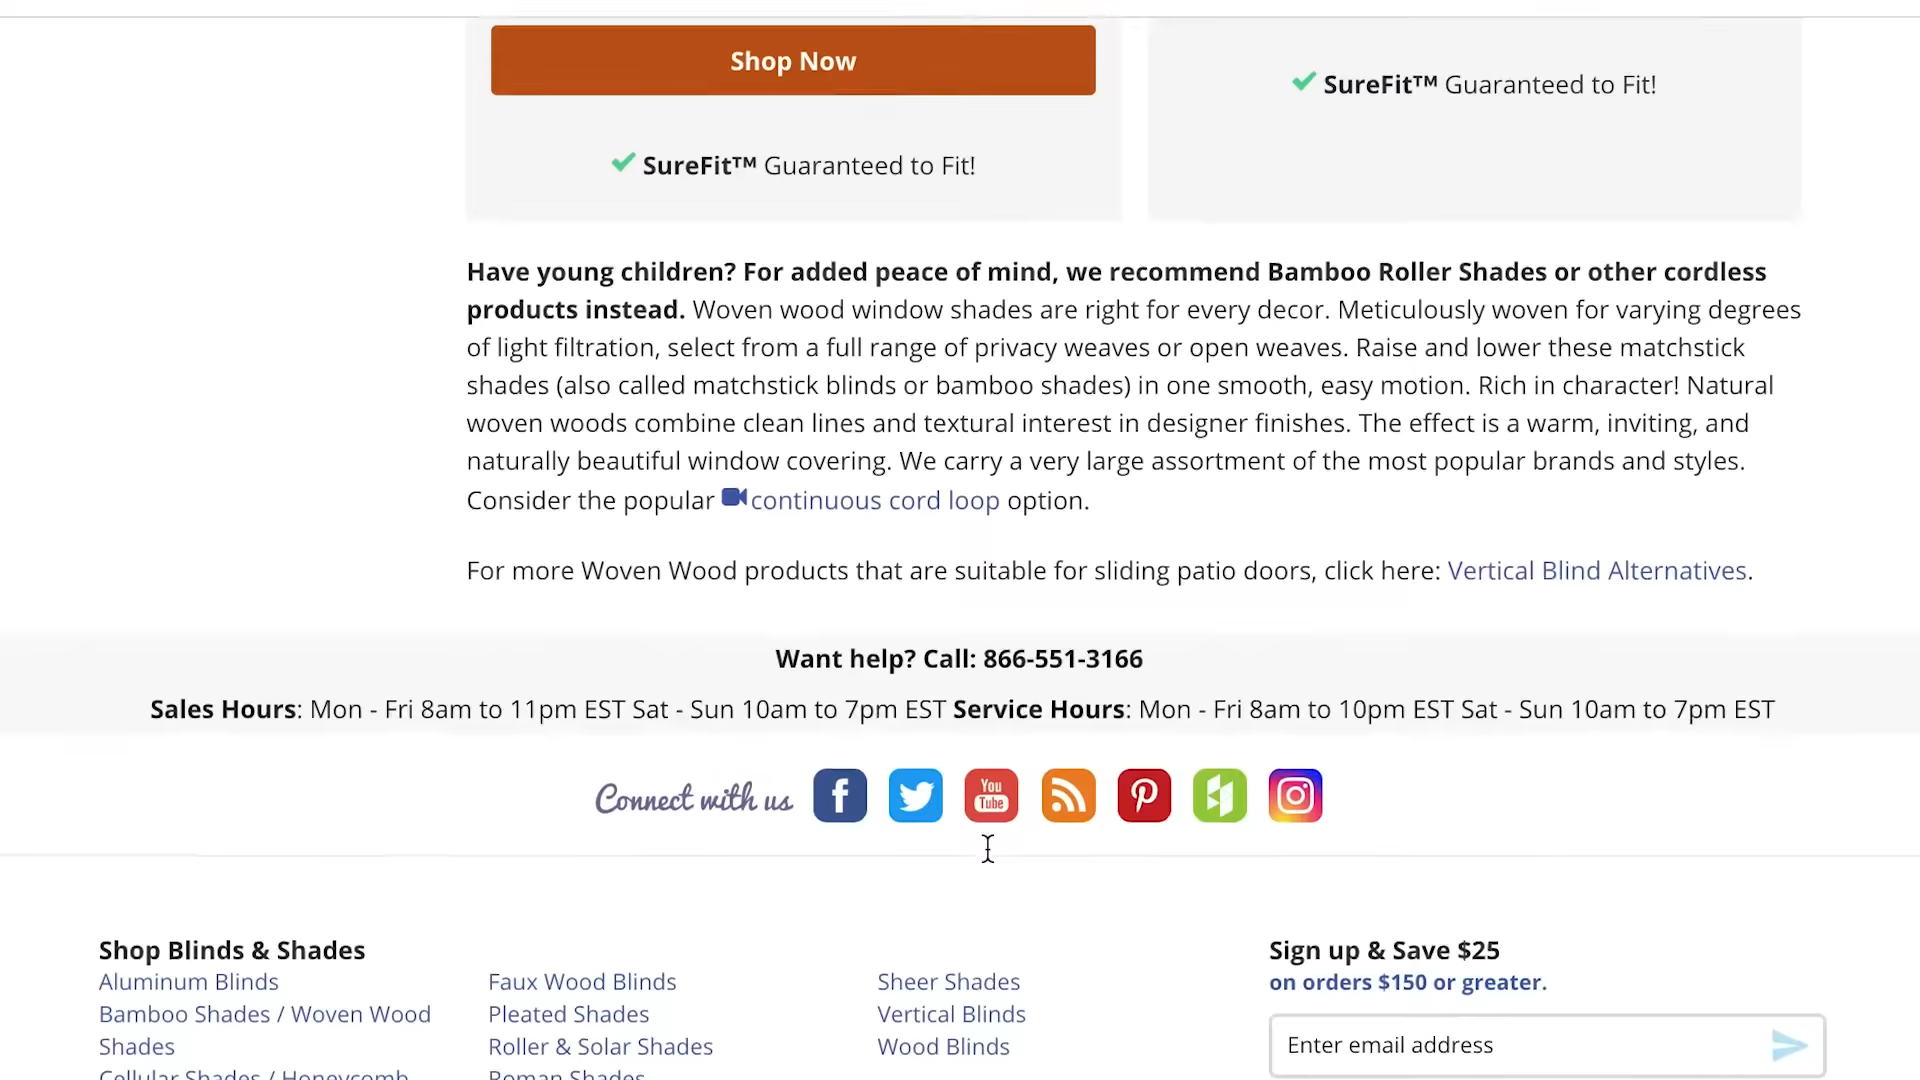 Shop Now
SureFit™ Guaranteed to Fit!
SureFit™ Guaranteed to Fit!
Have young children? For added peace of mind, we recommend Bamboo Roller Shades or other cordless
products instead. Woven wood window shades are right for every decor. Meticulously woven for varying degrees
of light filtration, select from a full range of privacy weaves or open weaves. Raise and lower these matchstick
shades (also called matchstick blinds or bamboo shades) in one smooth, easy motion. Rich in character! Natural
woven woods combine clean lines and textural interest in designer finishes. The effect is a warm, inviting, and
naturally beautiful window covering. We carry a very large assortment of the most popular brands and styles.
Consider the popular continuous cord loop option.
For more Woven Wood products that are suitable for sliding patio doors, click here: Vertical Blind Alternatives.
Want help? Call: 866-551-3166
Sales Hours: Mon - Fri 8am to 11pm EST Sat - Sun 10am to 7pm EST Service Hours: Mon - Fri 8am to 10pm EST Sat - Sun 10am to 7pm EST
Connect with us
You
Tube
Shop Blinds & Shades
Aluminum Blinds
Bamboo Shades / Woven Wood
Shades
Cellular Shades / Honeycomb
Faux Wood Blinds
Pleated Shades
Roller & Solar Shades
Roman Shades
Sheer Shades
Vertical Blinds
Wood Blinds
Sign up & Save $25
on orders $150 or greater.
Enter email address